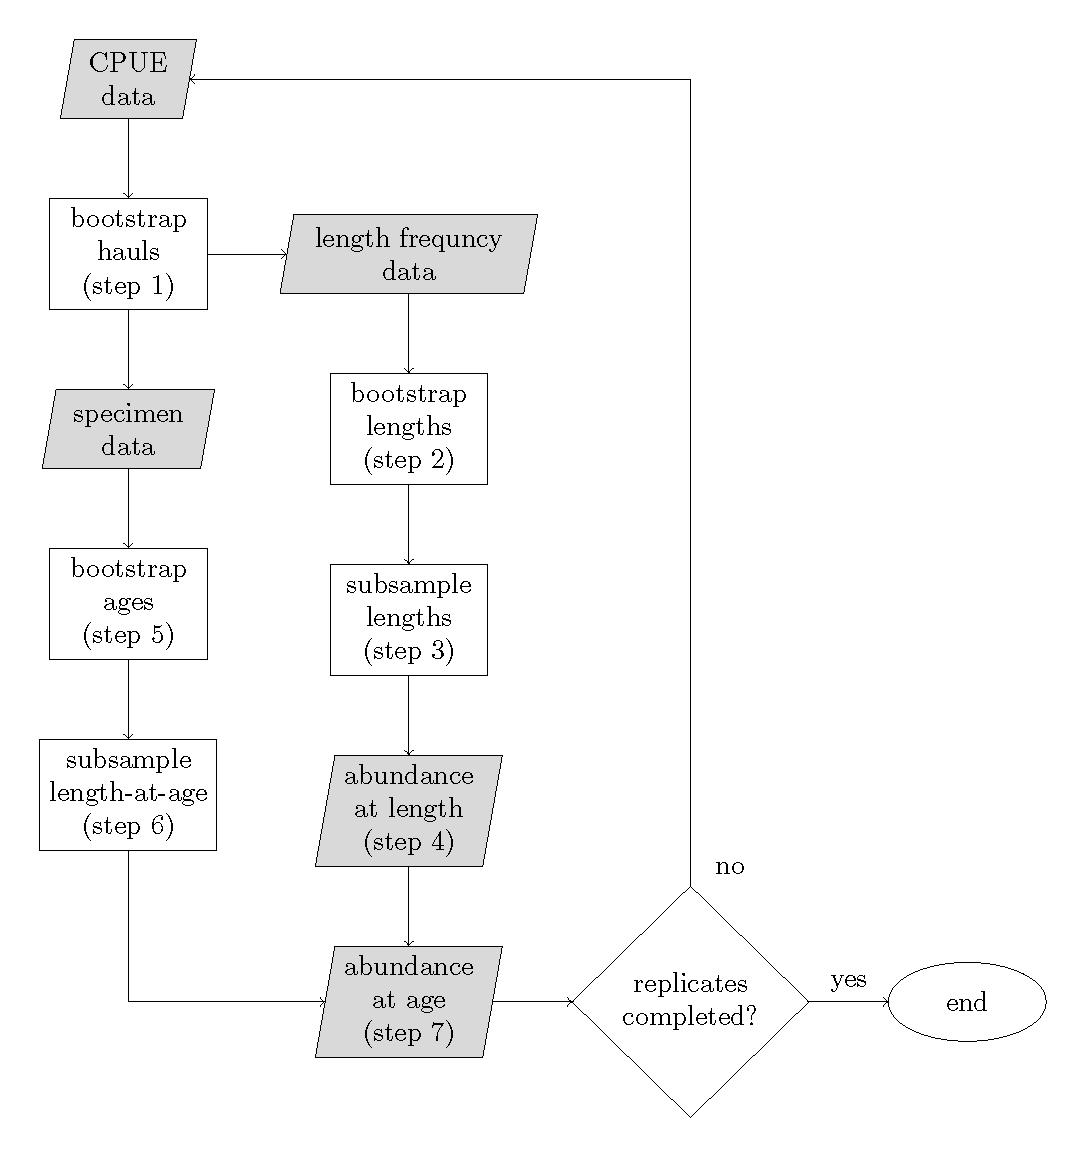 CPUE
data
bootstrap
hauls
(step 1)
length frequncy
data
specimen
data
bootstrap
lengths
(step 2)
bootstrap
ages
(step 5)
subsample
lengths
(step 3)
subsample
length-at-age
(step 6)
abundance
at length
(step 4)
no
abundance
at age
(step 7)
replicates
completed?
yes
end